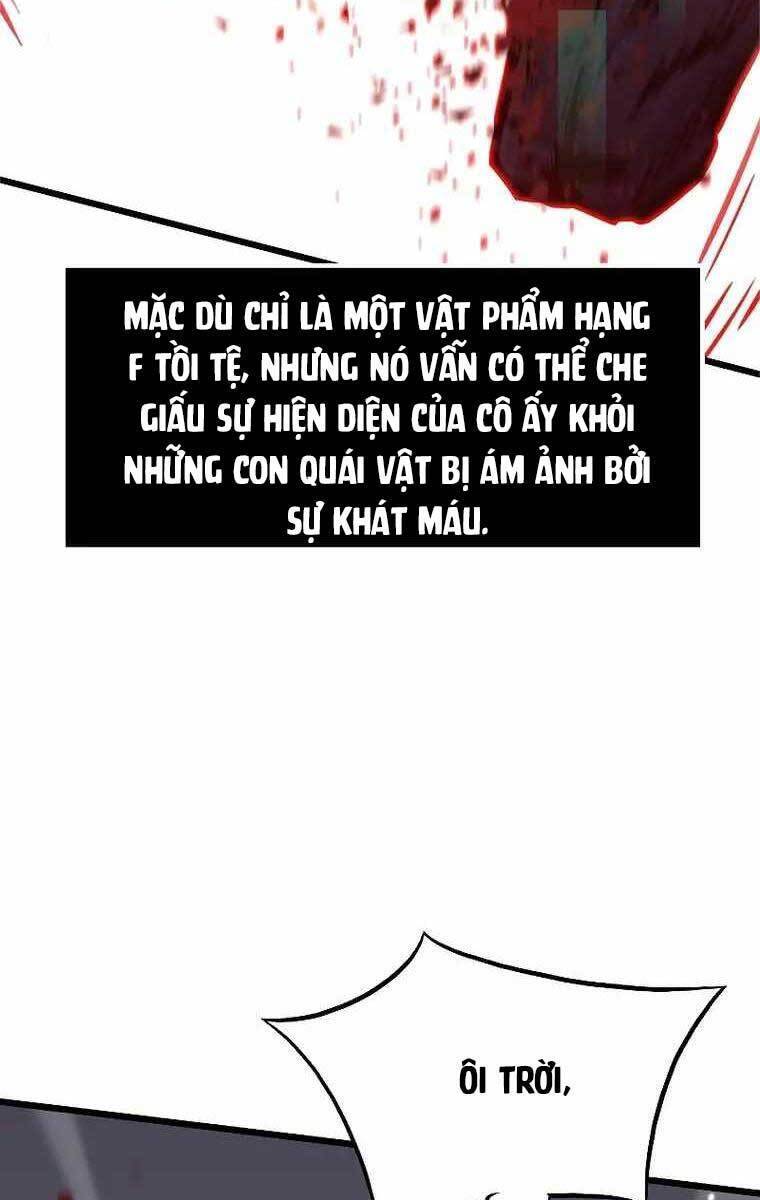 MẶC DÙ CHỈ LÀ MỘT VẬT PHẨM HẠNG
F TỒI TỆ, NHƯNG NÓ VẪN CÓ THỂ CHE
GIẤU SỰ HIỆN DIỆN CỦA CÔ ẤY KHỎI
NHỮNG CON QUÁI VẬT BỊ ÁM ẢNH BỞI
SỰ KHÁT MÁU.
ÔI TRỜI,